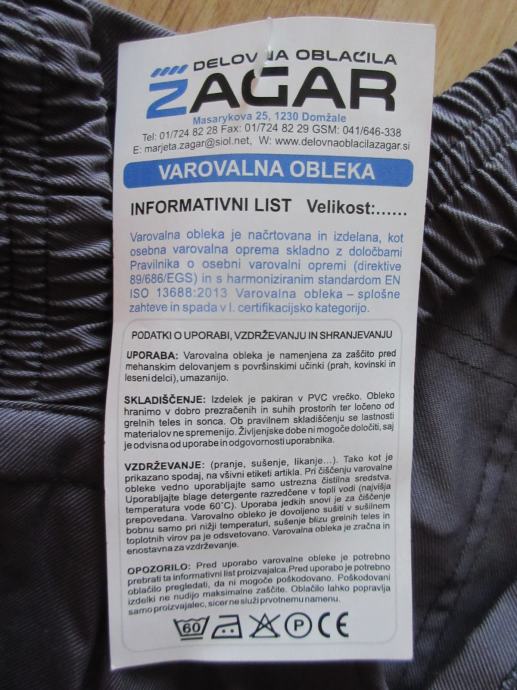 DELOVNA OBLAČILA
ŽAGAR
Masarykova 25, 1230 Domžale
Tel: 01/724 82 28 Fax: 01/724 82 29 GSM: 041/646-338
E: marjeta.zagar@siol.net, W: www.delovnaoblacilazagar.si
VAROVALNA OBLEKA
INFORMATIVNI LIST Velikost:......
Varovalna obleka je načrtovana in izdelana, kot
osebna varovalna oprema skladno z določbami
Pravilnika o osebni varovalni opremi (direktive
89/686/EGS) in s harmoniziranim standardom EN
ISO 13688:2013 Varovalna obleka – splošne
zahteve in spada v I. certifikacijsko kategorijo.
PODATKI O UPORABI, VZDRŽEVANJU IN SHRANJEVANJU
UPORABA: Varovalna obleka je namenjena za zaščito pred
mehanskim delovanjem s površinskimi učinki (prah, kovinski in
leseni delci), umazanijo.
SKLADIŠČENJE: Izdelek je pakiran v PVC vrečko. Obleko
hranimo v dobro prezračenih in suhih prostorih ter ločeno od
grelnih teles in sonca. Ob pravilnem skladiščenju se lastnosti
materialov ne spremenijo. Življenjske dobe ni mogoče določiti, saj
je odvisna od uporabe in odgovornosti uporabnika.
VZDRŽEVANJE: (pranje, sušenje, likanje...). Tako kot je
prikazano spodaj, na všivni etiketi artikla. Pri čiščenju varovalne
obleke vedno uporabljajte samo ustrezna čistilna sredstva.
Uporabljajte blage detergente razredčene v topli vodi (najvišja
temperatura vode 60°C). Uporaba jedkih snovi je za čiščenje
prepovedana. Varovalno obleko je dovoljeno sušiti v sušilnem
bobnu samo pri nižji temperaturi, sušenje blizu grelnih teles in
toplotnih virov pa je odsvetovano. Varovalna obleka je zračna in
enostavna za vzdrževanje.
OPOZORILO: Pred uporabo varovalne obleke je potrebno
prebrati ta informativni list proizvajalca. Pred uporabo je potrebno
oblačilo pregledati, da ni mogoče poškodovano. Poškodovani
izdelki ne nudijo maksimalne zaščite. Oblačilo lahko popravlja
samo proizvajalec, sicer ne služi prvotnemu namenu.
60 P CE